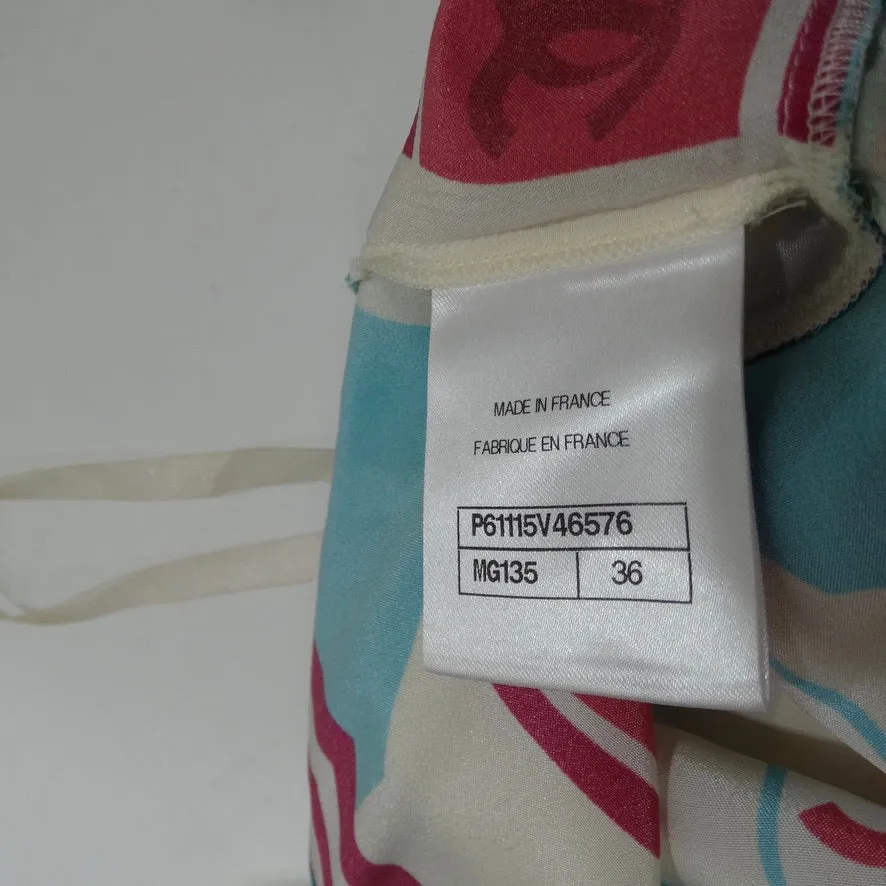 MADE IN FRANCE
FABRIQUE EN FRANCE
P61115V46576
MG135 36